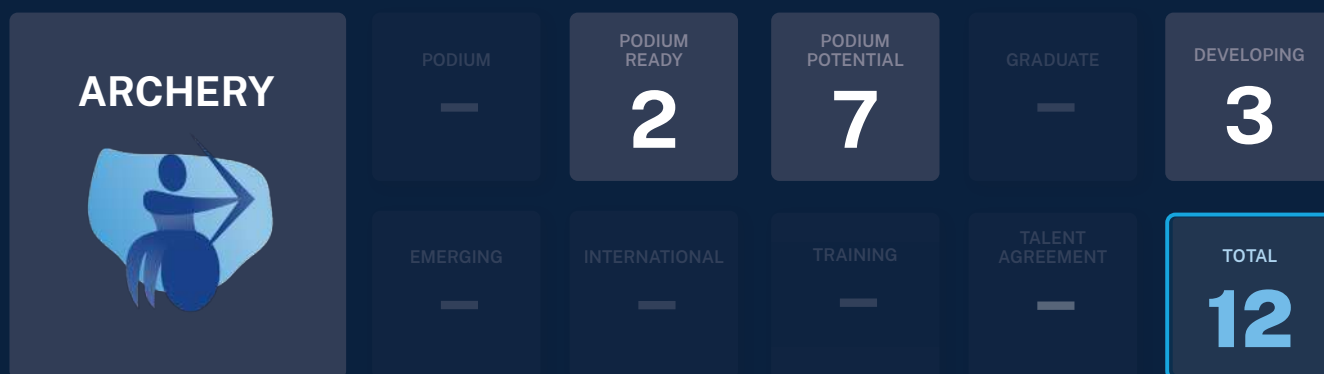 ARCHERY
PODIUM
—
PODIUM
READY
2
PODIUM
POTENTIAL
7
GRADUATE
—
DEVELOPING
3
EMERGING
—
INTERNATIONAL
—
TRAINING
—
TALENT
AGREEMENT
—
TOTAL
12